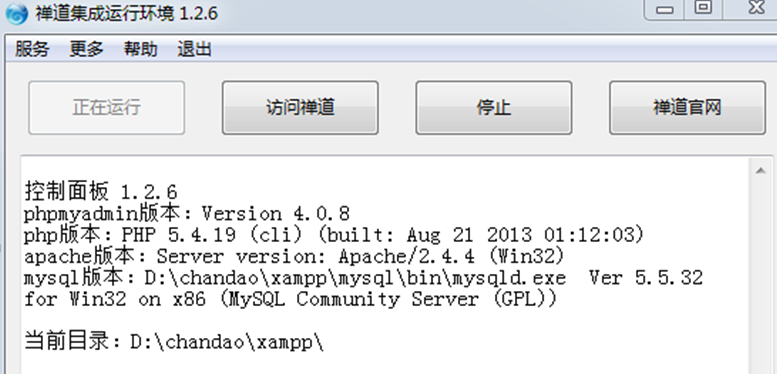 禅道集成运行环境 1.2.6
服务 更多 帮助 退出
正在运行 访问禅道 停止 禅道官网
控制面板 1.2.6
phpmyadmin版本：Version 4.0.8
php版本：PHP 5.4.19 (cli) (built: Aug 21 2013 01:12:03)
apache版本：Server version: Apache/2.4.4 (Win32)
mysql版本：D:\chandao\xampp\mysql\bin\mysqld.exe  Ver 5.5.32
for Win32 on x86 (MySQL Community Server (GPL))
当前目录：D:\chandao\xampp\